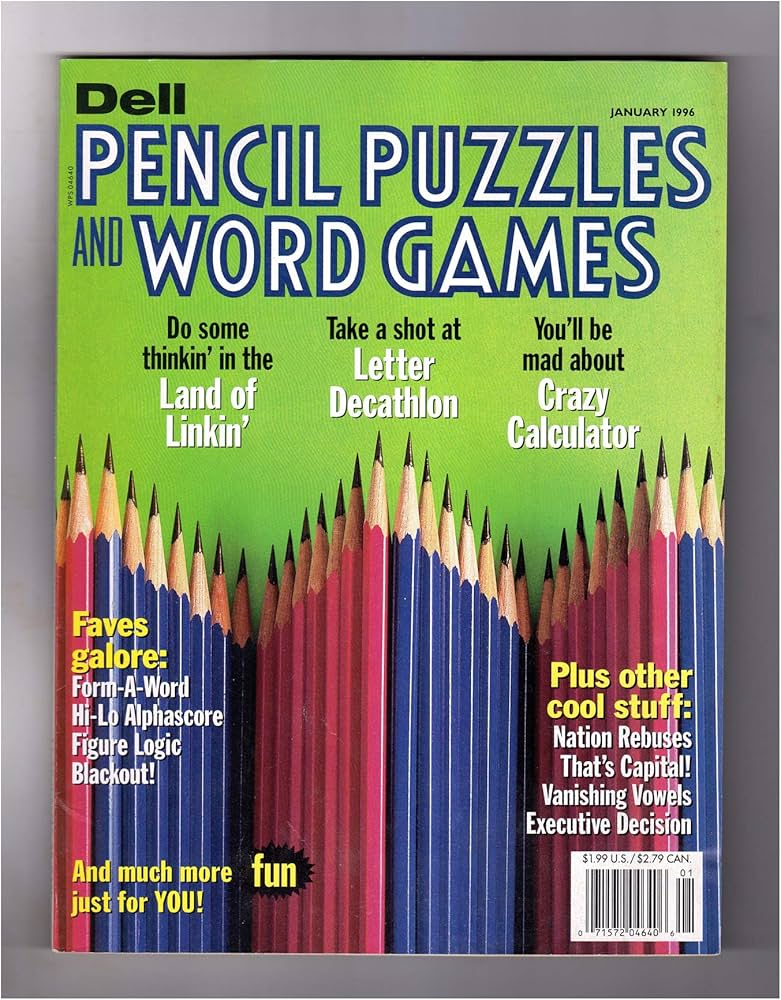 Dell
JANUARY 1996
WPS 04640
PENCIL PUZZLES
AND WORD GAMES
Do some
thinkin' in the
Land of
Linkin'
Take a shot at
Letter
Decathlon
You'll be
mad about
Crazy
Calculator
Faves
galore:
Form-A-Word
Hi-Lo Alphascore
Figure Logic
Blackout!
Plus other
cool stuff:
Nation Rebuses
That's Capital!
Vanishing Vowels
Executive Decision
And much more fun
just for YOU!
$1.99 U.S./$2.79 CAN.
01
0 71572 04640 6